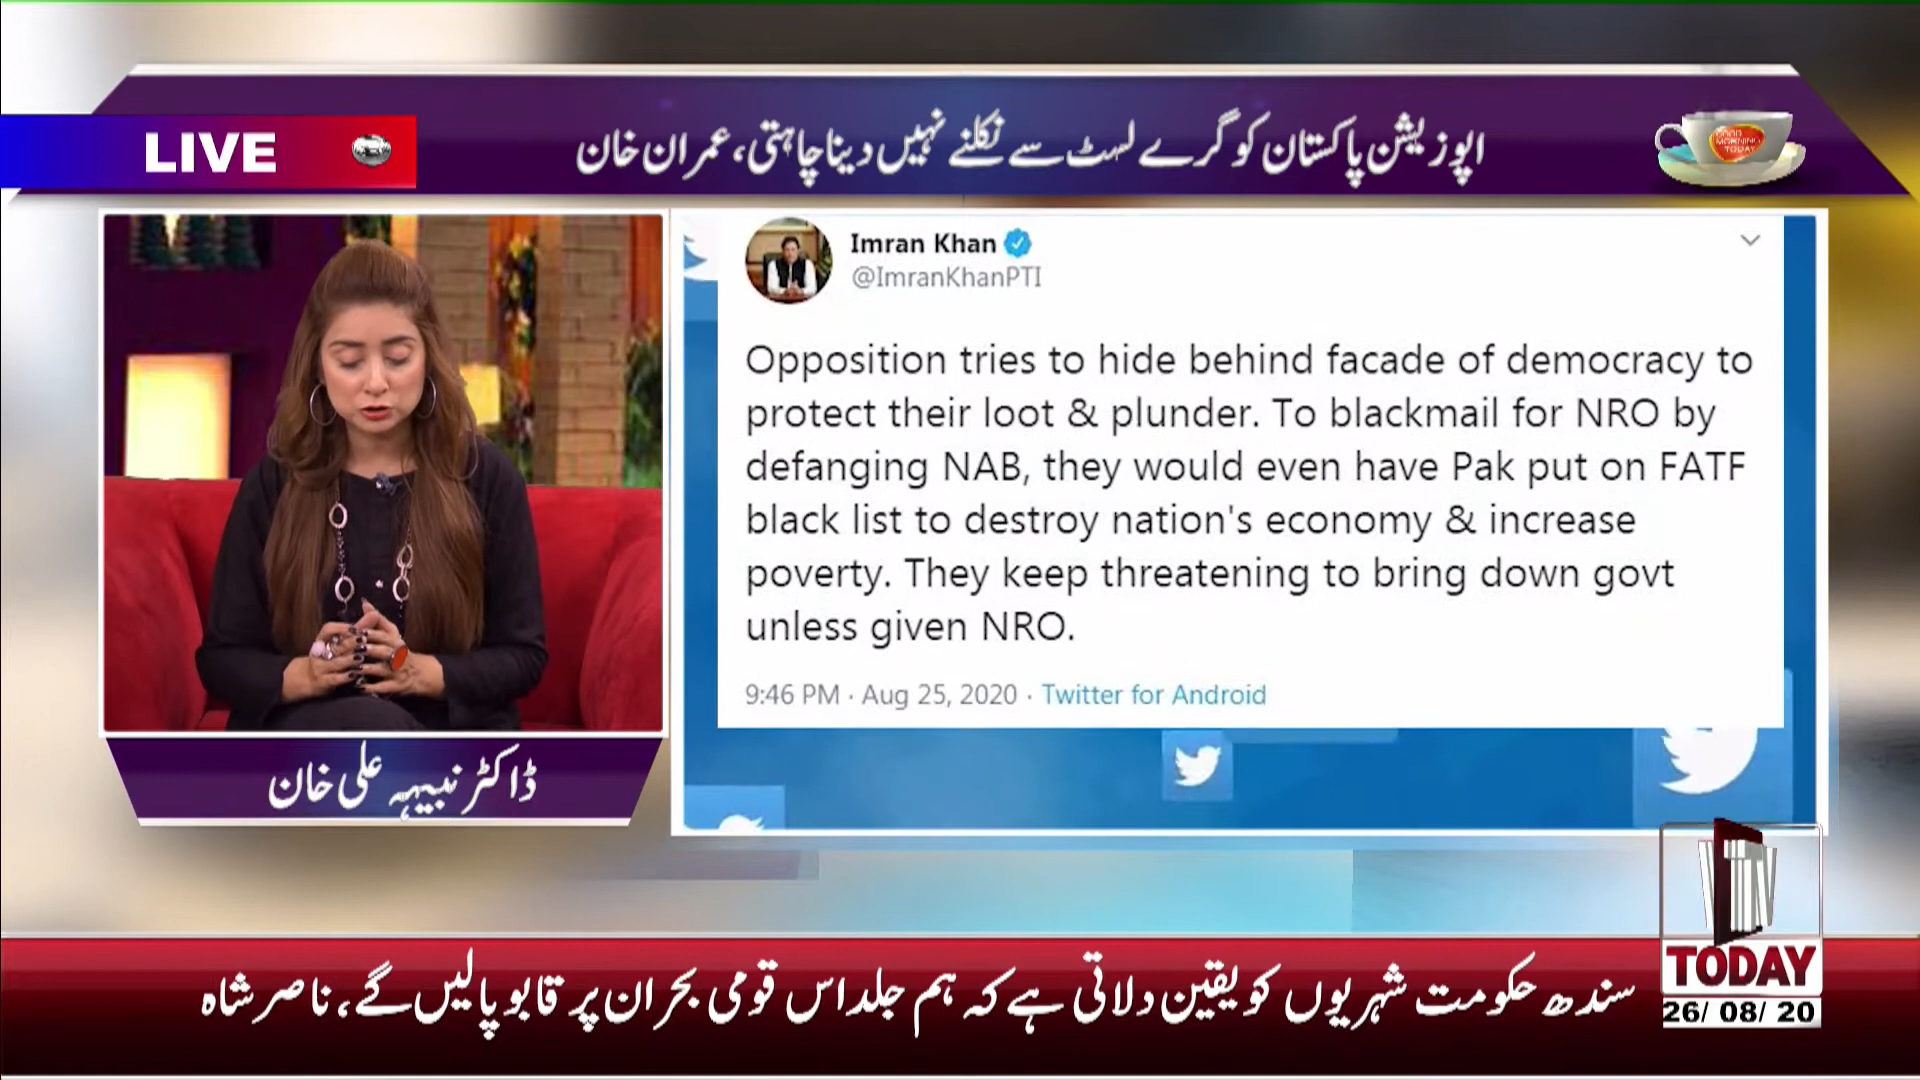 اپوزیشن پاکستان کو گرے لسٹ سے نکلنے نہیں دینا چاہتی، عمران خان
LIVE
GOOD
MORNING
TODAY
Imran Khan
@ImranKhanPTI
Opposition tries to hide behind facade of democracy to
protect their loot & plunder. To blackmail for NRO by
defanging NAB, they would even have Pak put on FATF
black list to destroy nation's economy & increase
poverty. They keep threatening to bring down govt
unless given NRO.
9:46 PM · Aug 25, 2020 · Twitter for Android
ڈاکٹر نبیہہ علی خان
سندھ حکومت شہریوں کو یقین دلاتی ہے کہ ہم جلد اس قومی بحران پر قابو پالیں گے، ناصر شاہ
TODAY
26/ 08/ 20